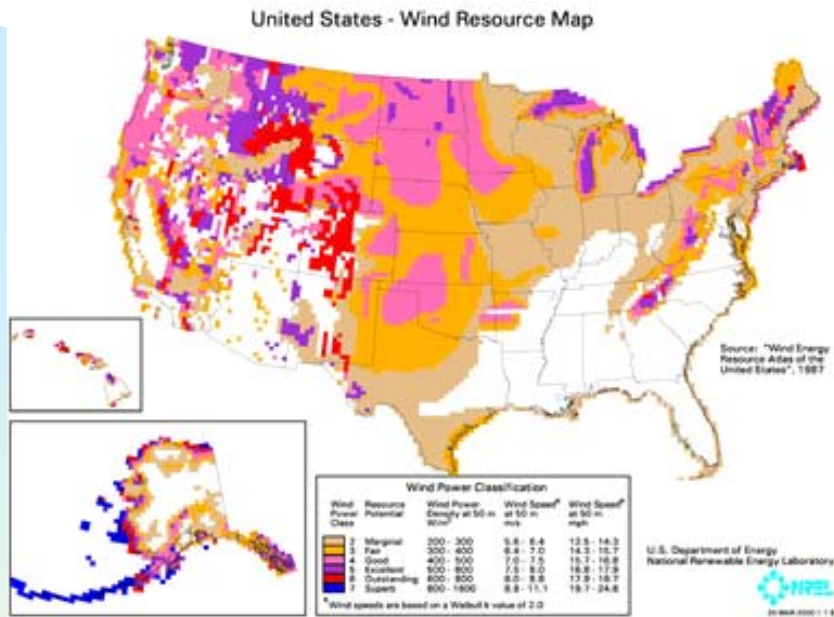 United States - Wind Resource Map
Source: "Wind Energy
Resource Atlas of the
United States", 1987
Wind Power Classification
Wind Power Class
Resource Potential
Wind Power Density at 50 m W/m²
Wind Speedª at 50 m m/s
Wind Speedª at 50 m mph
2 Marginal 200 - 300 5.6 - 6.4 12.5 - 14.3
3 Fair 300 - 400 6.4 - 7.0 14.3 - 15.7
4 Good 400 - 500 7.0 - 7.5 15.7 - 16.8
5 Excellent 500 - 600 7.5 - 8.0 16.8 - 17.9
6 Outstanding 600 - 800 8.0 - 8.8 17.9 - 19.7
7 Superb 800 - 1600 8.8 - 11.1 19.7 - 24.8
ª Wind speeds are based on a Weibull k value of 2.0
U.S. Department of Energy
National Renewable Energy Laboratory
NREL